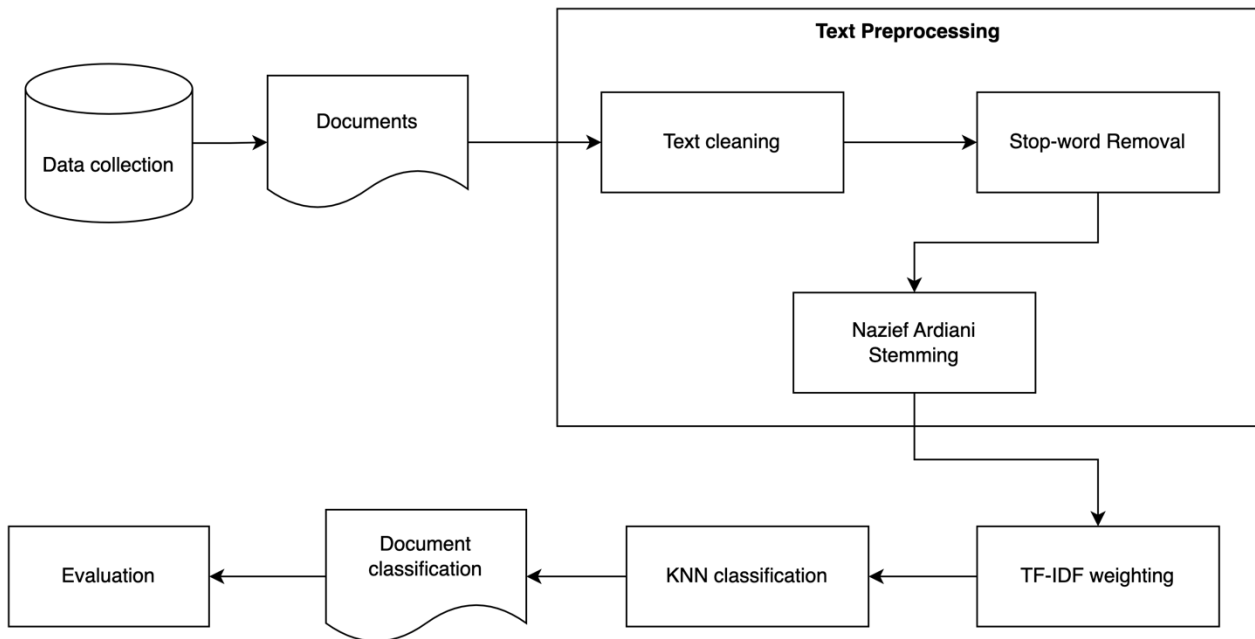 Text Preprocessing
Data collection
Documents
Text cleaning
Stop-word Removal
Nazief Ardiani
Stemming
TF-IDF weighting
KNN classification
Document
classification
Evaluation